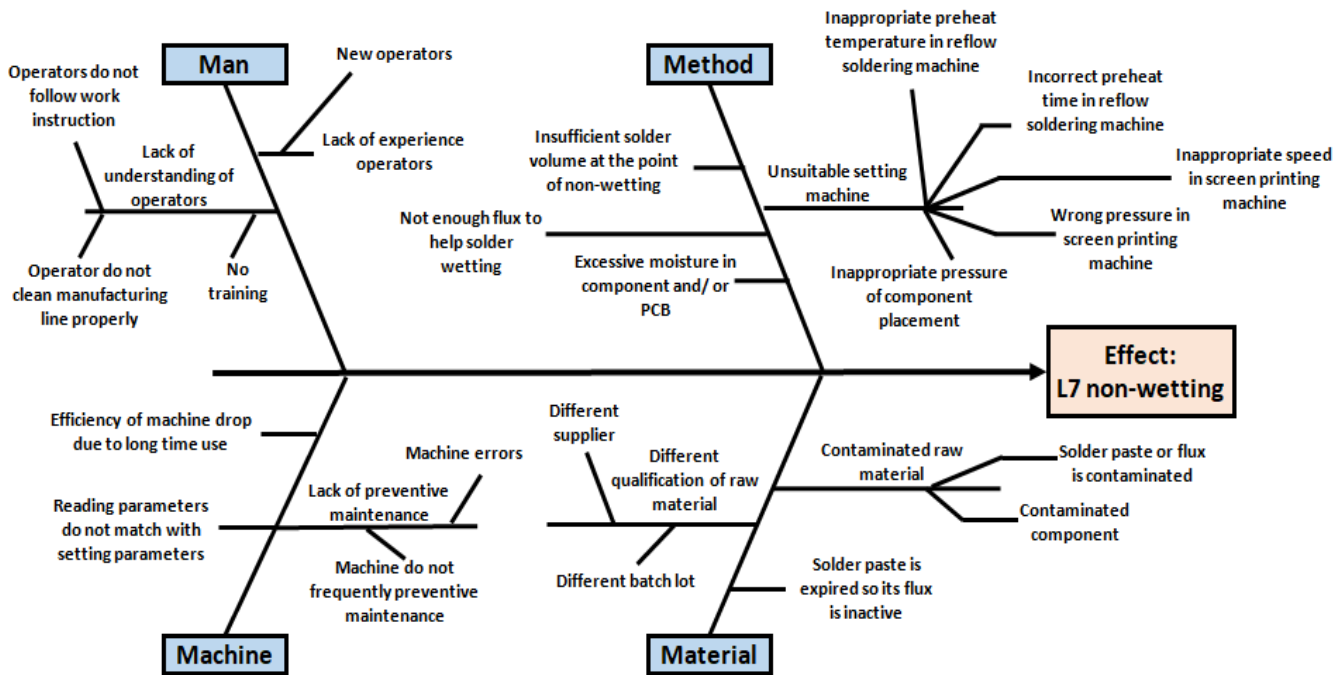 Man
New operators
Operators do not
follow work
instruction
Lack of experience
operators
Lack of
understanding of
operators
Operator do not
clean manufacturing
line properly
No
training
Method
Inappropriate preheat
temperature in reflow
soldering machine
Incorrect preheat
time in reflow
soldering machine
Insufficient solder
volume at the point
of non-wetting
Unsuitable setting
machine
Inappropriate speed
in screen printing
machine
Not enough flux to
help solder
wetting
Wrong pressure in
screen printing
machine
Excessive moisture in
component and/ or
PCB
Inappropriate pressure
of component
placement
Effect:
L7 non-wetting
Efficiency of machine drop
due to long time use
Machine errors
Reading parameters
do not match with
setting parameters
Lack of preventive
maintenance
Machine do not
frequently preventive
maintenance
Machine
Different
supplier
Different
qualification of raw
material
Different batch lot
Contaminated raw
material
Solder paste or flux
is contaminated
Contaminated
component
Solder paste is
expired so its flux
is inactive
Material